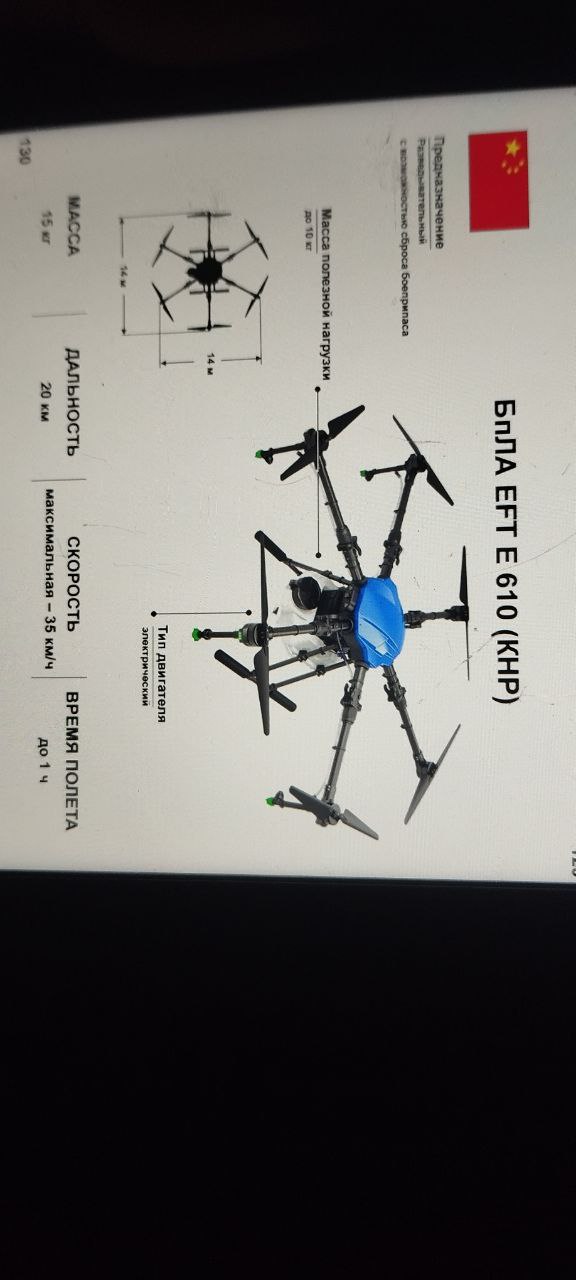 БпЛА EFT E 610 (КНР)
Предназначение
Разведывательный
с возможностью сброса боеприпаса
Масса полезной нагрузки
до 10 кг
14 м
14 м
Тип двигателя
электрический
МАССА
15 кг
ДАЛЬНОСТЬ
20 км
СКОРОСТЬ
максимальная – 35 км/ч
ВРЕМЯ ПОЛЕТА
до 1 ч
130